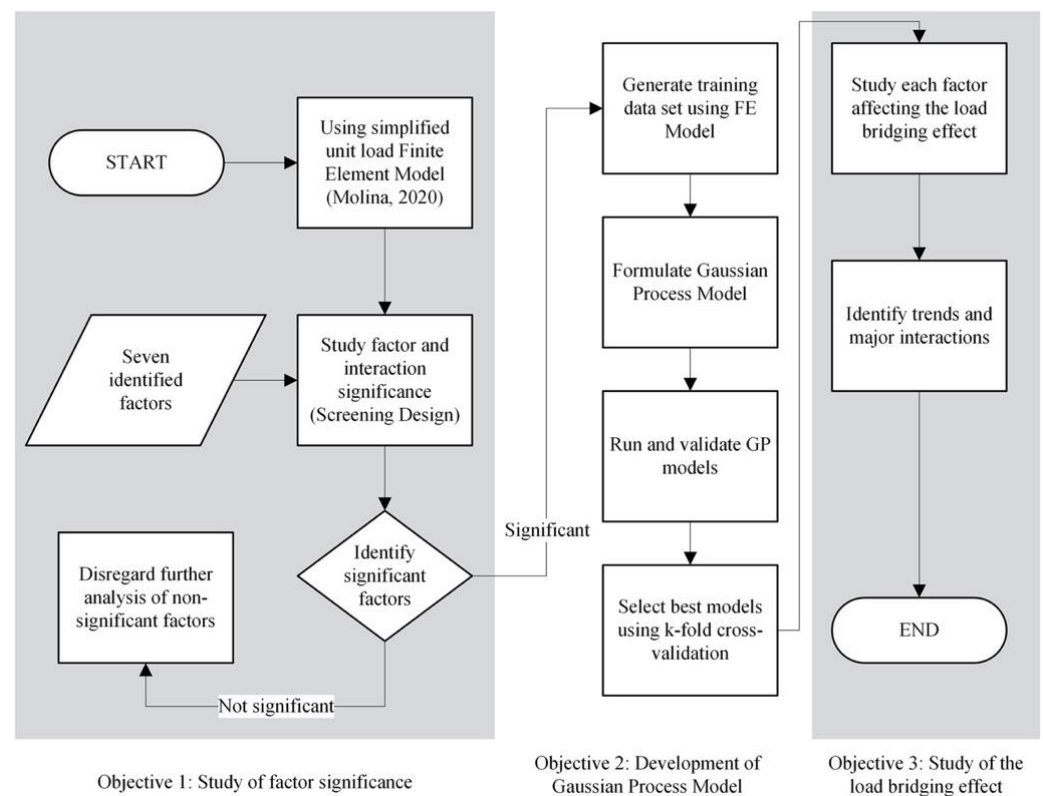 START
Using simplified
unit load Finite
Element Model
(Molina, 2020)
Seven
identified
factors
Study factor and
interaction
significance
(Screening Design)
Identify
significant
factors
Disregard further
analysis of non-
significant factors
Not significant
Significant
Objective 1: Study of factor significance
Generate training
data set using FE
Model
Formulate Gaussian
Process Model
Run and validate GP
models
Select best models
using k-fold cross-
validation
Objective 2: Development of
Gaussian Process Model
Study each factor
affecting the load
bridging effect
Identify trends and
major interactions
END
Objective 3: Study of the
load bridging effect